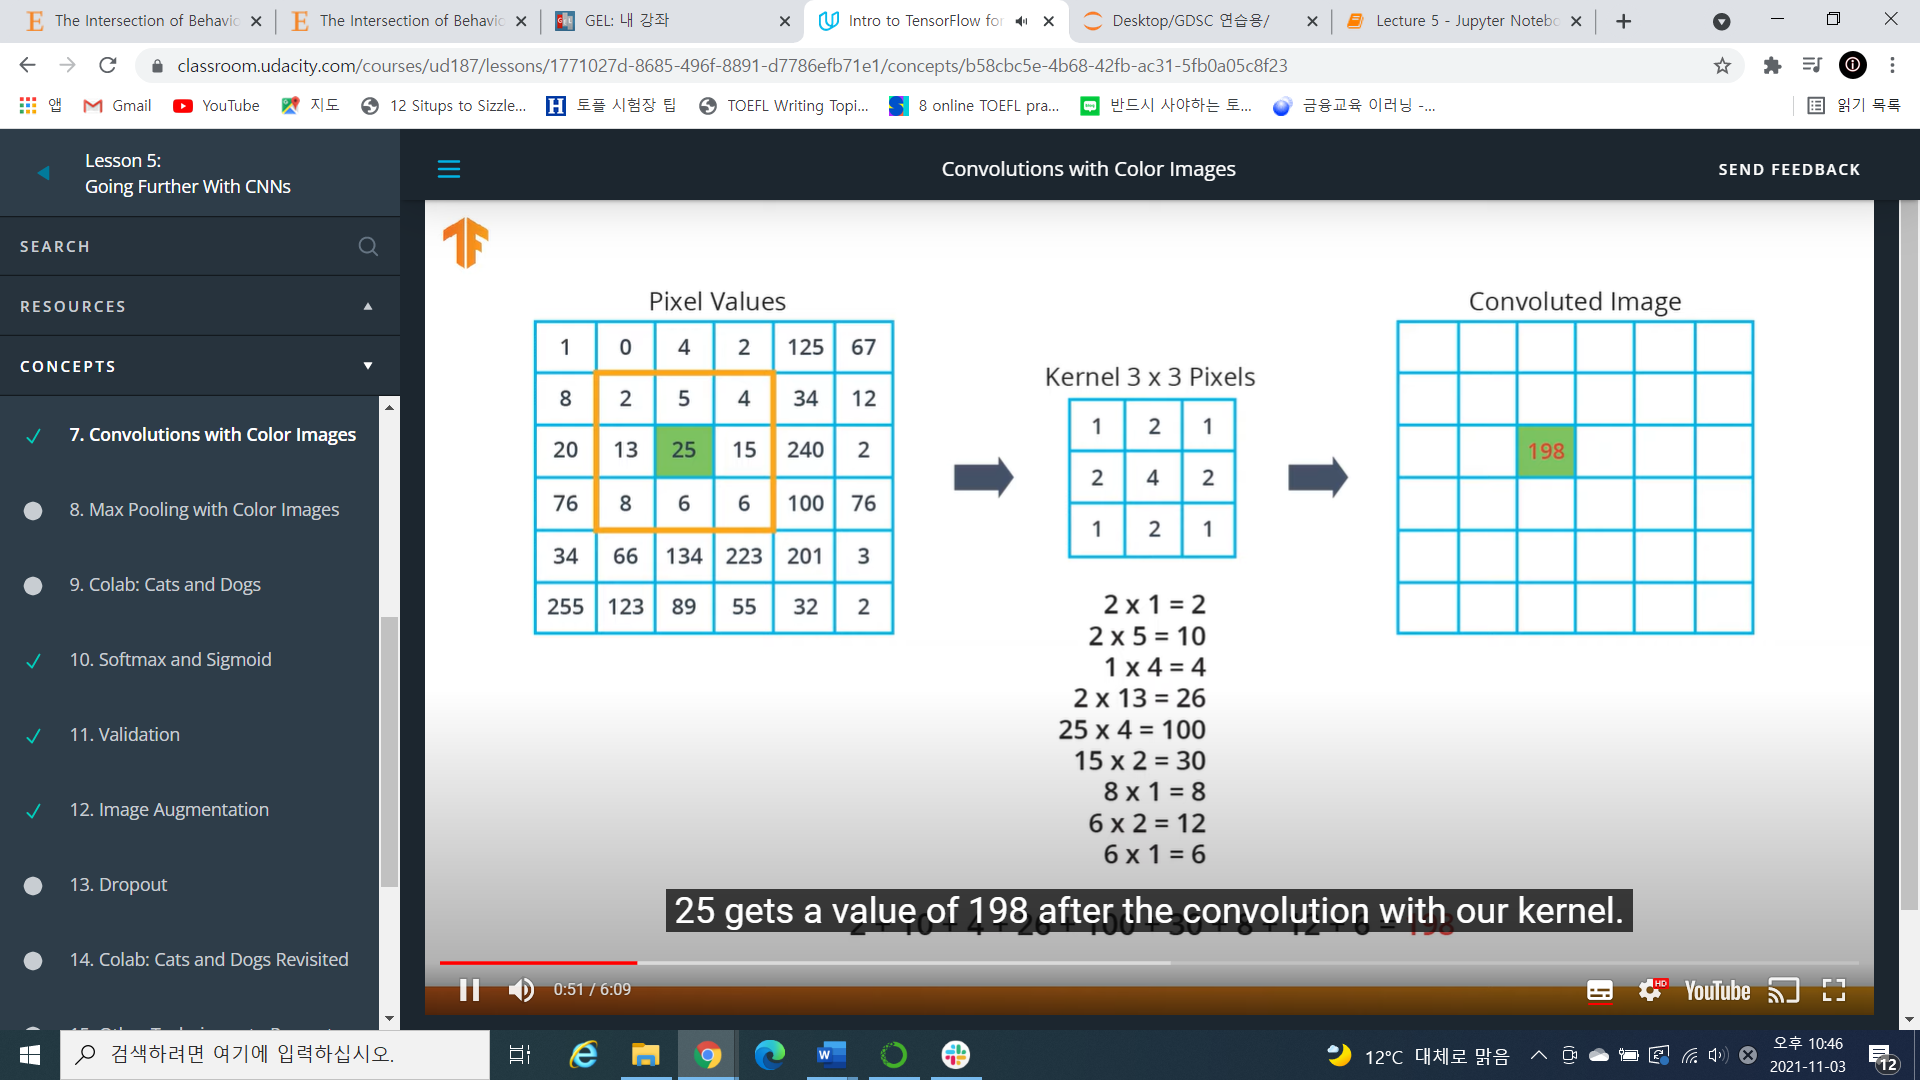 The Intersection of Behavio
The Intersection of Behavio
GEL: 내 강좌
Intro to TensorFlow for
Desktop/GDSC 연습용/
Lecture 5 - Jupyter Notebo
classroom.udacity.com/courses/ud187/lessons/1771027d-8685-496f-8891-d7786efb71e1/concepts/b58cbc5e-4b68-42fb-ac31-5fb0a05c8f23
앱 Gmail YouTube 지도 12 Situps to Sizzle... 토플 시험장 팁 TOEFL Writing Topi... 8 online TOEFL pra... 반드시 사야하는 토... 금융교육 이러닝 -... 읽기 목록
Lesson 5:
Going Further With CNNs
SEARCH
RESOURCES
CONCEPTS
7. Convolutions with Color Images
8. Max Pooling with Color Images
9. Colab: Cats and Dogs
10. Softmax and Sigmoid
11. Validation
12. Image Augmentation
13. Dropout
14. Colab: Cats and Dogs Revisited
Convolutions with Color Images
SEND FEEDBACK
Pixel Values
1 0 4 2 125 67
8 2 5 4 34 12
20 13 25 15 240 2
76 8 6 6 100 76
34 66 134 223 201 3
255 123 89 55 32 2
Kernel 3 x 3 Pixels
1 2 1
2 4 2
1 2 1
2 x 1 = 2
2 x 5 = 10
1 x 4 = 4
2 x 13 = 26
25 x 4 = 100
15 x 2 = 30
8 x 1 = 8
6 x 2 = 12
6 x 1 = 6
Convoluted Image
198
25 gets a value of 198 after the convolution with our kernel.
2 + 10 + 4 + 26 + 100 + 30 + 8 + 12 + 6 = 198
0:51 / 6:09
HD
YouTube
검색하려면 여기에 입력하십시오.
12°C 대체로 맑음
오후 10:46
2021-11-03
12